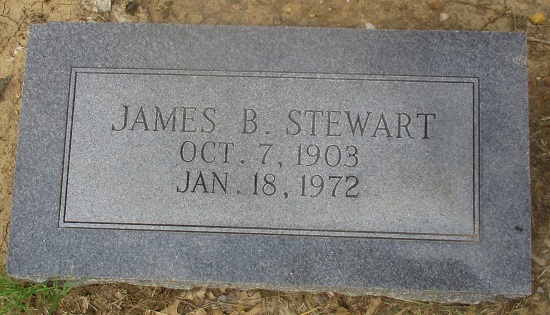 JAMES B. STEWART
OCT. 7, 1903
JAN. 18, 1972